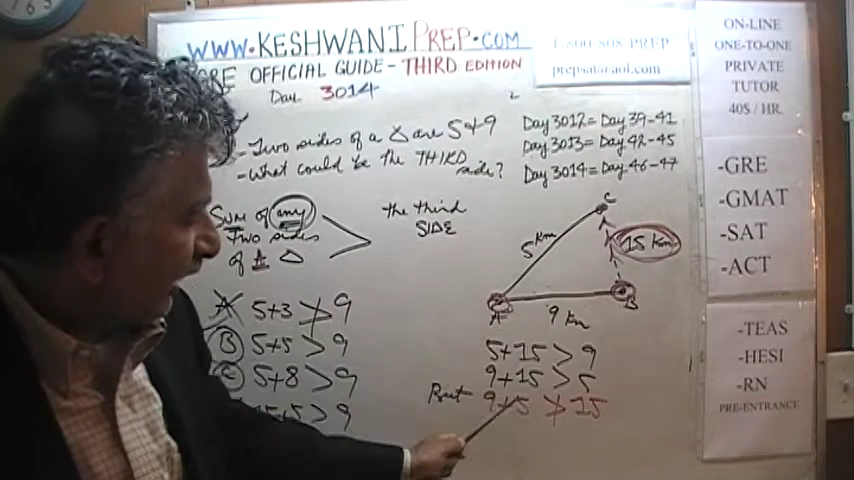 WWW.KESHWANIPREP.COM
1-800-808-PREP
prepsat@aol.com
GRE OFFICIAL GUIDE - THIRD EDITION
Day 3014
- Two sides of a △ are 5 & 9
- What could be the THIRD side?
Day 3012 = Day 39-41
Day 3013 = Day 42-45
Day 3014 = Day 46-47
SUM of any
two sides
of A △
>
the third
SIDE
C
5 km
15 Km
A
B
9 km
A 5+3 ≯ 9
B 5+5 > 9
C 5+8 > 9
15+5 > 9
5+15 > 9
9+15 > 5
But 9+5 ≯ 15
ON-LINE
ONE-TO-ONE
PRIVATE
TUTOR
40$ / HR.
-GRE
-GMAT
-SAT
-ACT
-TEAS
-HESI
-RN
PRE-ENTRANCE